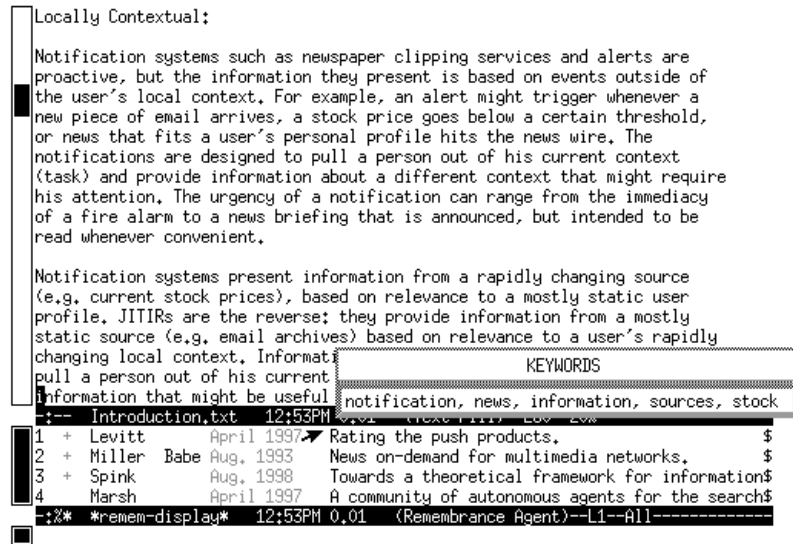 Locally Contextual:
Notification systems such as newspaper clipping services and alerts are
proactive, but the information they present is based on events outside of
the user's local context. For example, an alert might trigger whenever a
new piece of email arrives, a stock price goes below a certain threshold,
or news that fits a user's personal profile hits the news wire. The
notifications are designed to pull a person out of his current context
(task) and provide information about a different context that might require
his attention. The urgency of a notification can range from the immediacy
of a fire alarm to a news briefing that is announced, but intended to be
read whenever convenient.
Notification systems present information from a rapidly changing source
(e.g. current stock prices), based on relevance to a mostly static user
profile. JITIRs are the reverse: they provide information from a mostly
static source (e.g. email archives) based on relevance to a user's rapidly
changing local context. Informati
KEYWORDS
pull a person out of his current
information that might be useful
notification, news, information, sources, stock
-:-- Introduction.txt 12:53PM
1 + Levitt April 1997 Rating the push products. $
2 + Miller Babe Aug. 1993 News on-demand for multimedia networks. $
3 + Spink Aug. 1998 Towards a theoretical framework for information$
4 Marsh April 1997 A community of autonomous agents for the search$
-:%* *remem-display* 12:53PM 0.01 (Remembrance Agent)--L1--All-------------